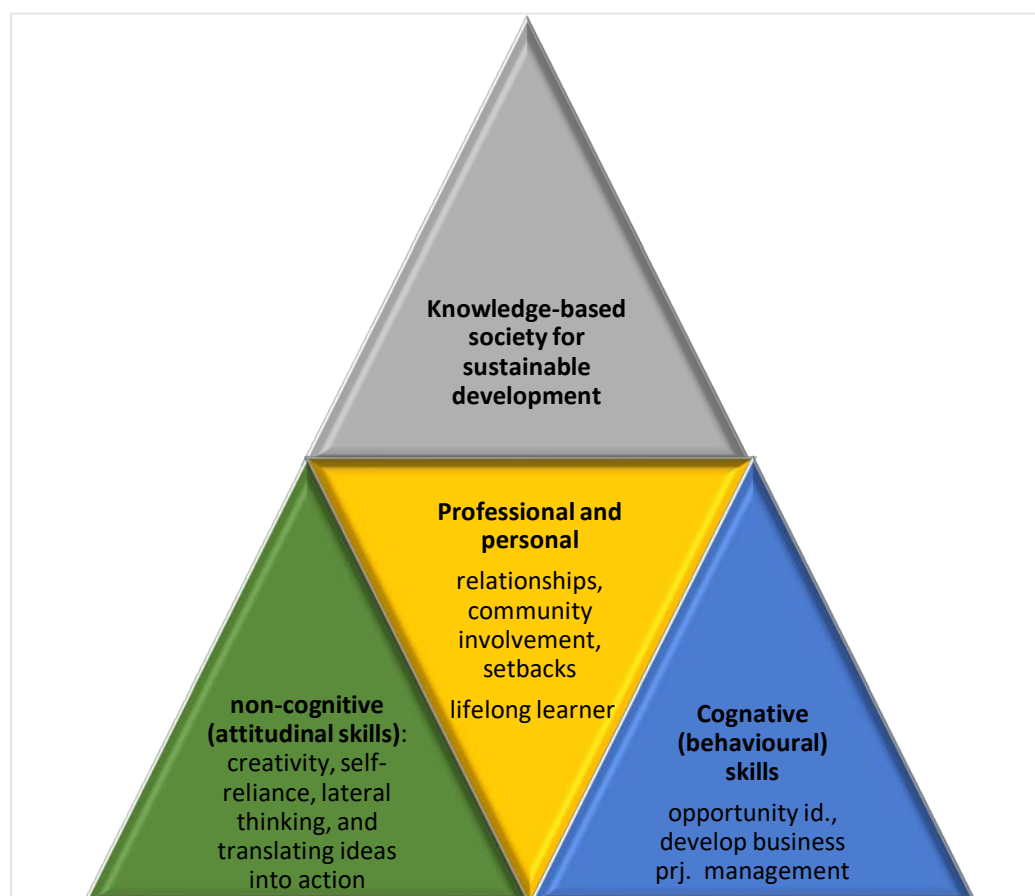 Knowledge-based
society for
sustainable
development
Professional and
personal
relationships,
community
involvement,
setbacks
lifelong learner
non-cognitive
(attitudinal skills):
creativity, self-
reliance, lateral
thinking, and
translating ideas
into action
Cognative
(behavioural)
skills
opportunity id.,
develop business
prj. management